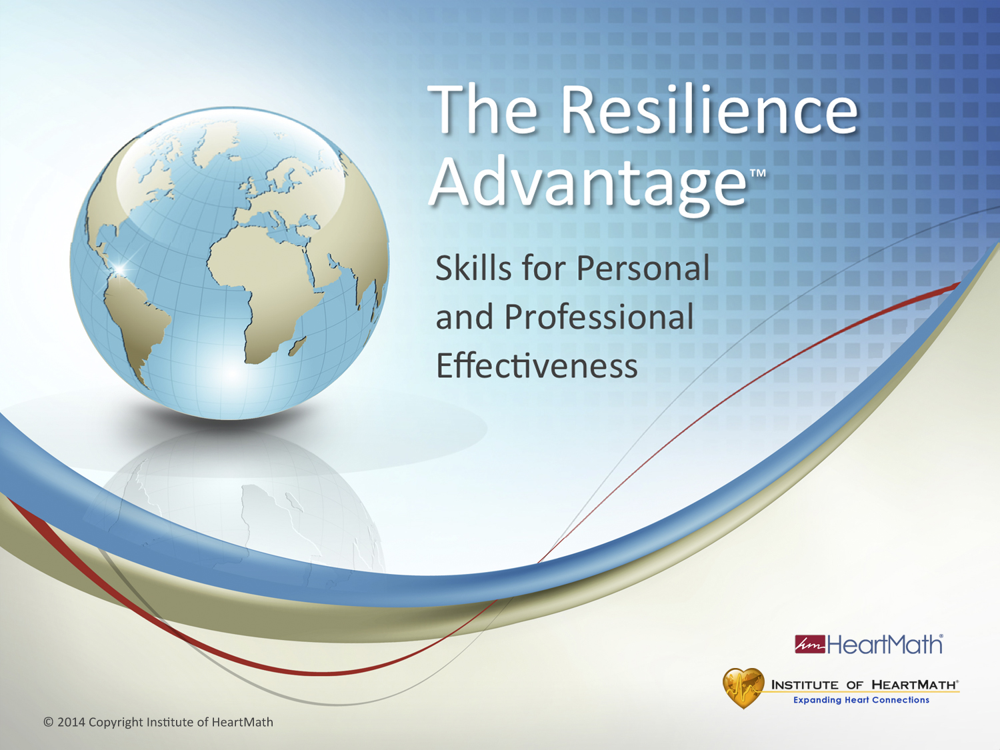 The Resilience
Advantage™
Skills for Personal
and Professional
Effectiveness
hm HeartMath®
INSTITUTE OF HEARTMATH®
Expanding Heart Connections
© 2014 Copyright Institute of HeartMath